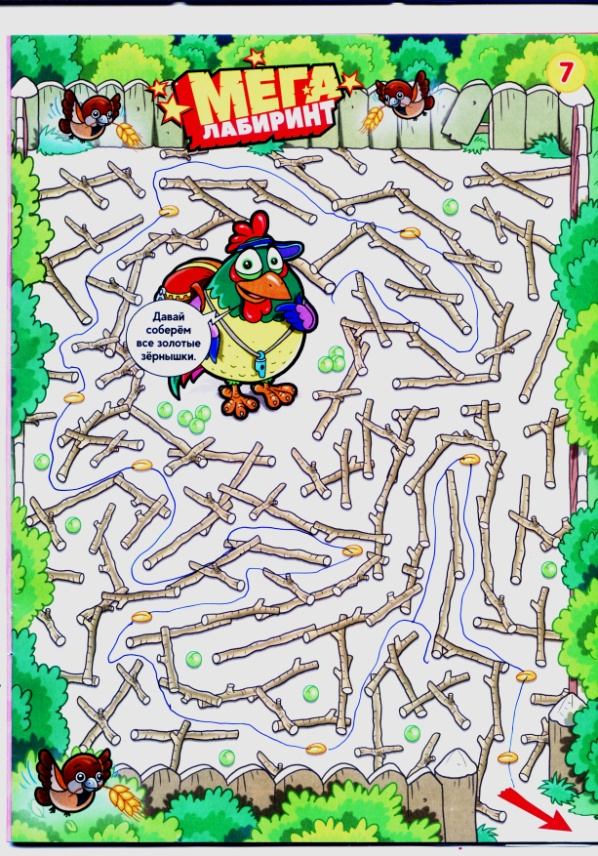 7
МЕГА
ЛАБИРИНТ
Давай
соберём
все золотые
зёрнышки.